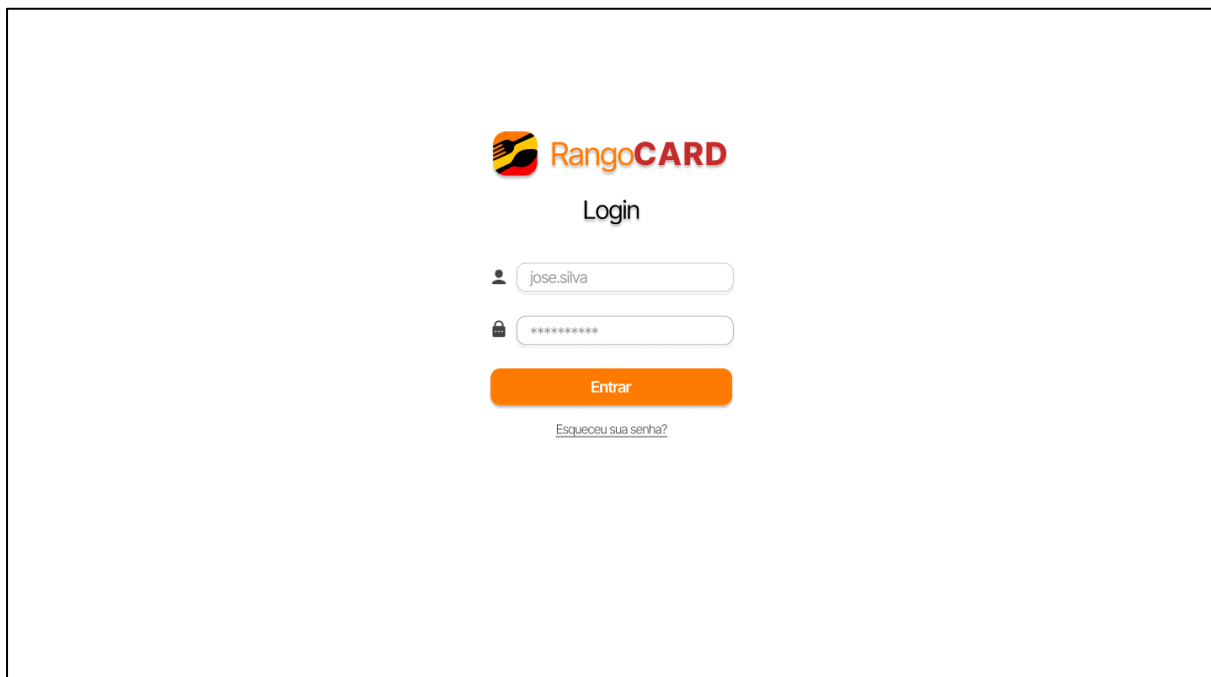 RangoCARD
Login
jose.silva
**********
Entrar
Esqueceu sua senha?